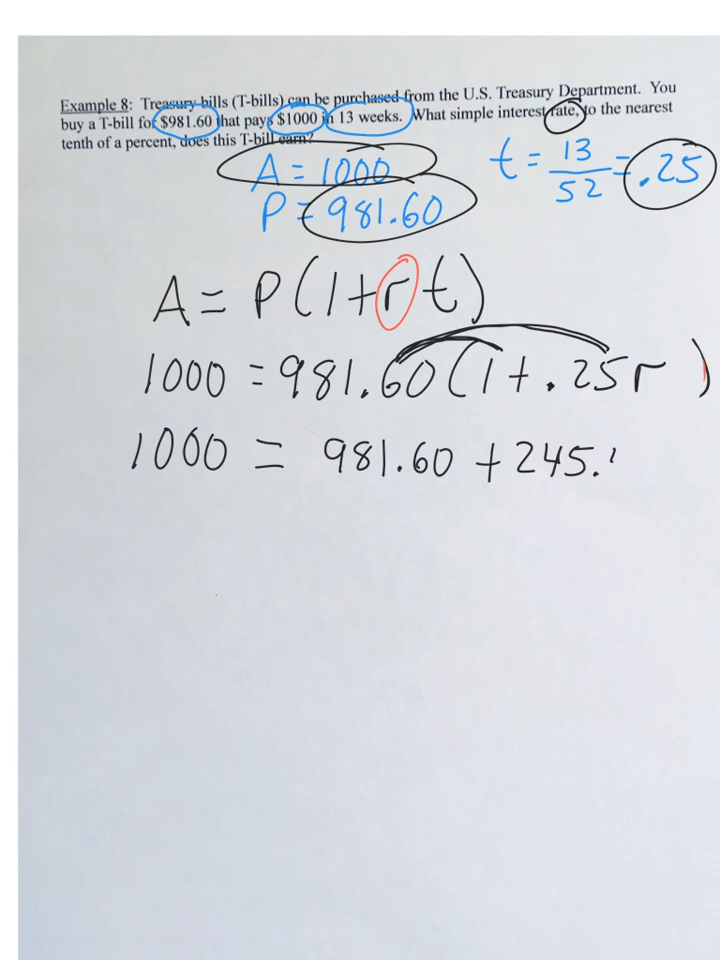 Example 8: Treasury bills (T-bills) can be purchased from the U.S. Treasury Department. You
buy a T-bill for $981.60 that pays $1000 in 13 weeks. What simple interest rate, to the nearest
tenth of a percent, does this T-bill earn?
A = 1000
P = 981.60
t = 13/52 = .25
A = P(1+rt)
1000 = 981.60(1+.25r)
1000 = 981.60 + 245.